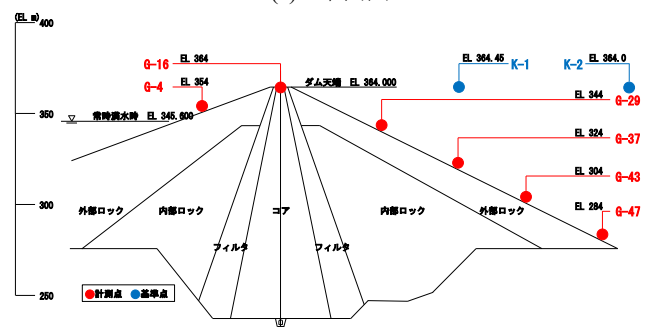 (EL m)
400
350
300
250
G-16
EL 364
G-4
EL 354
ダム天端 EL 364.000
EL 364.45
K-1
K-2
EL 364.0
常時満水時 EL 345.600
EL 344
G-29
EL 324
G-37
EL 304
G-43
EL 284
G-47
外部ロック
内部ロック
コア
内部ロック
外部ロック
フィルタ
フィルタ
計測点
基準点